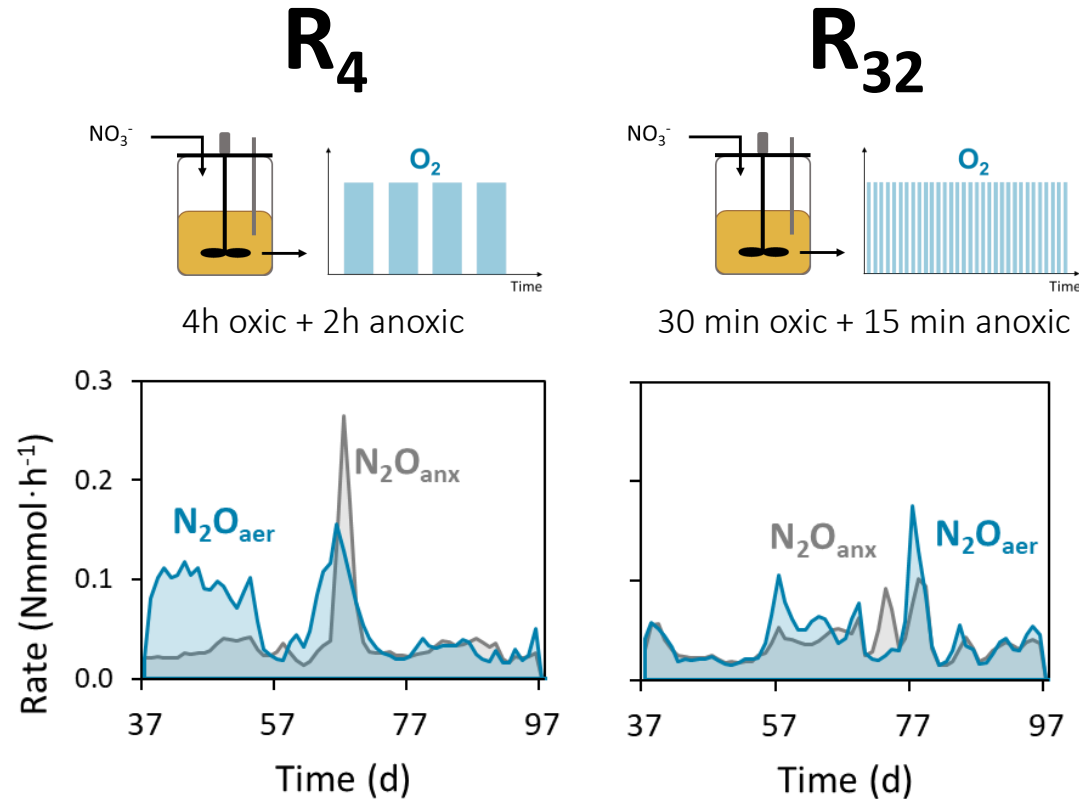 R₄
R₃₂
NO₃⁻
O₂
Time
NO₃⁻
O₂
Time
4h oxic + 2h anoxic
30 min oxic + 15 min anoxic
Rate (Nmmol·h⁻¹)
0.3
0.2
0.1
0.0
N₂Oaer
N₂Oanx
37 57 77 97
Time (d)
N₂Oanx
N₂Oaer
37 57 77 97
Time (d)